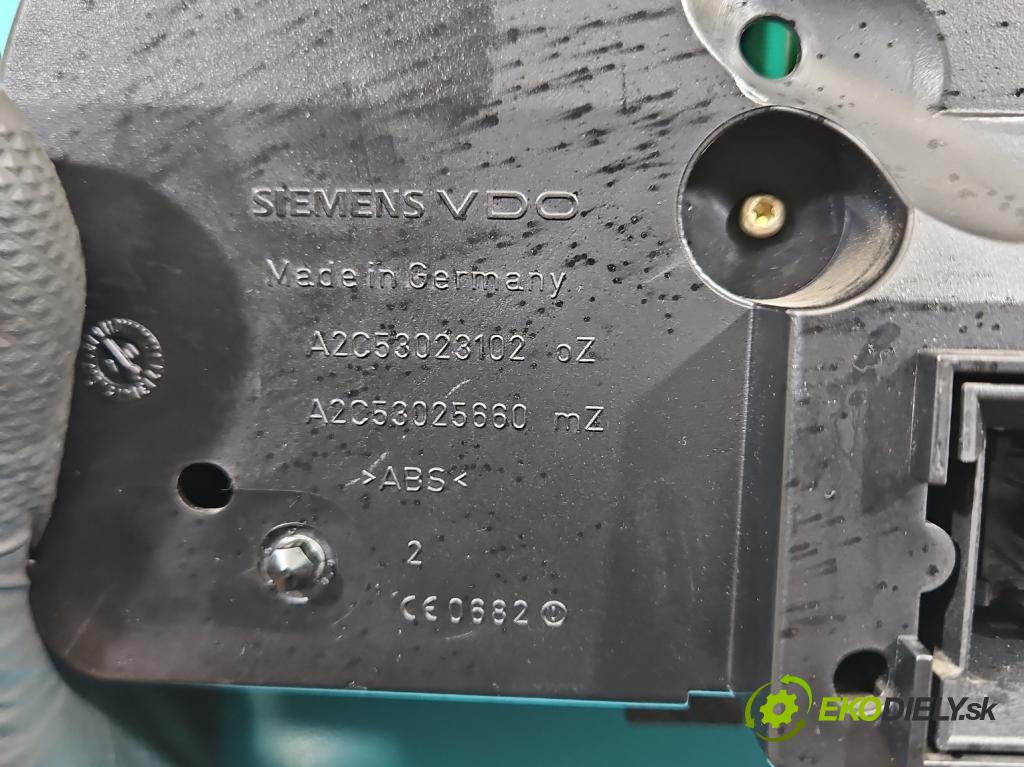 SIEMENS VDO
Made in Germany
A2C53023102 oZ
A2C53025660 mZ
>ABS<
2
CE 0682
EKODIELY.sk